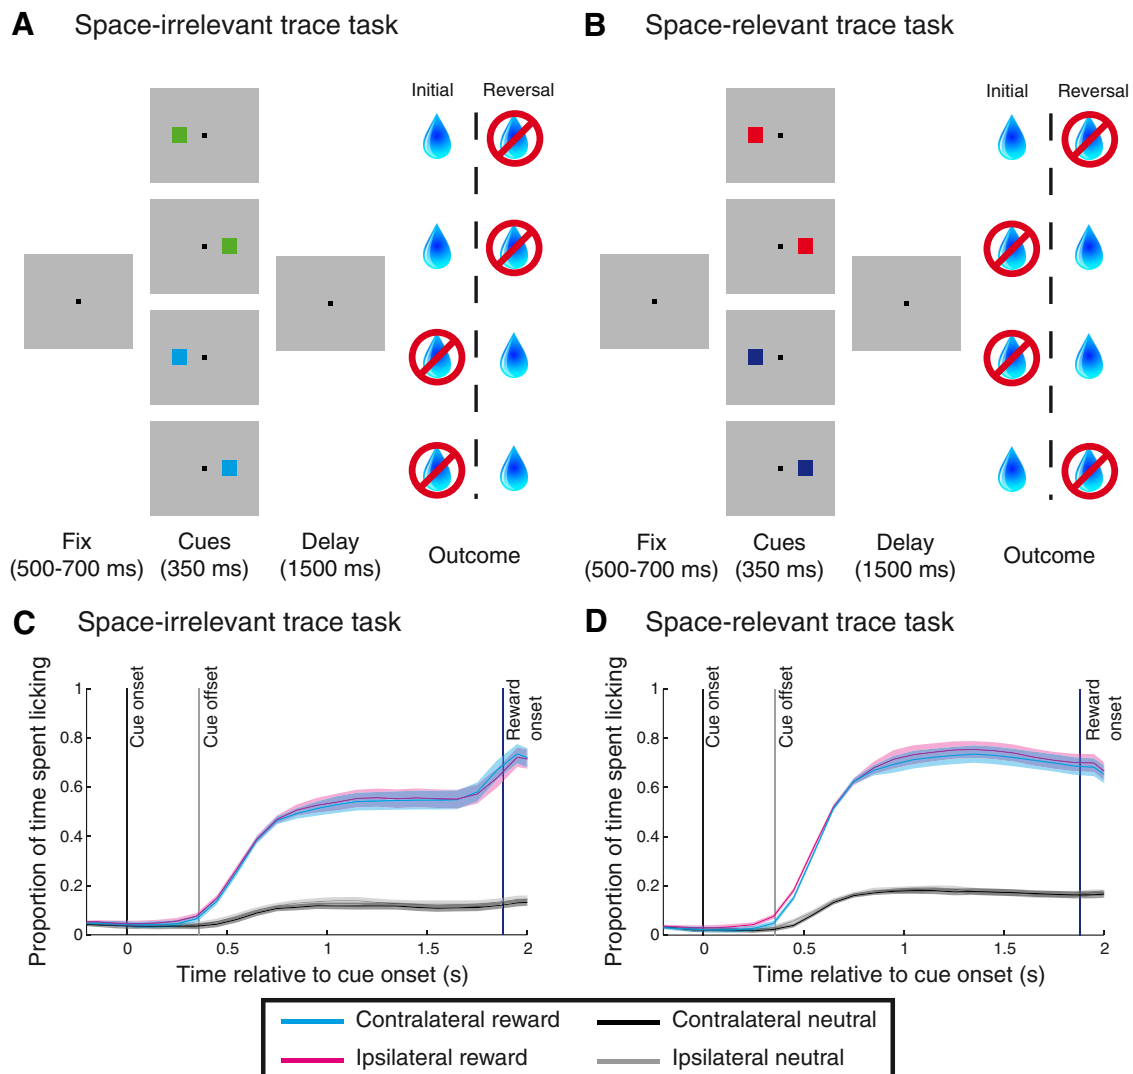 A Space-irrelevant trace task
Initial Reversal
Fix
(500-700 ms)
Cues
(350 ms)
Delay
(1500 ms)
Outcome
B Space-relevant trace task
Initial Reversal
Fix
(500-700 ms)
Cues
(350 ms)
Delay
(1500 ms)
Outcome
C Space-irrelevant trace task
Proportion of time spent licking
1
0.8
0.6
0.4
0.2
0
Cue onset
Cue offset
Reward
onset
0 0.5 1 1.5 2
Time relative to cue onset (s)
D Space-relevant trace task
Proportion of time spent licking
1
0.8
0.6
0.4
0.2
0
Cue onset
Cue offset
Reward
onset
0 0.5 1 1.5 2
Time relative to cue onset (s)
Contralateral reward
Contralateral neutral
Ipsilateral reward
Ipsilateral neutral